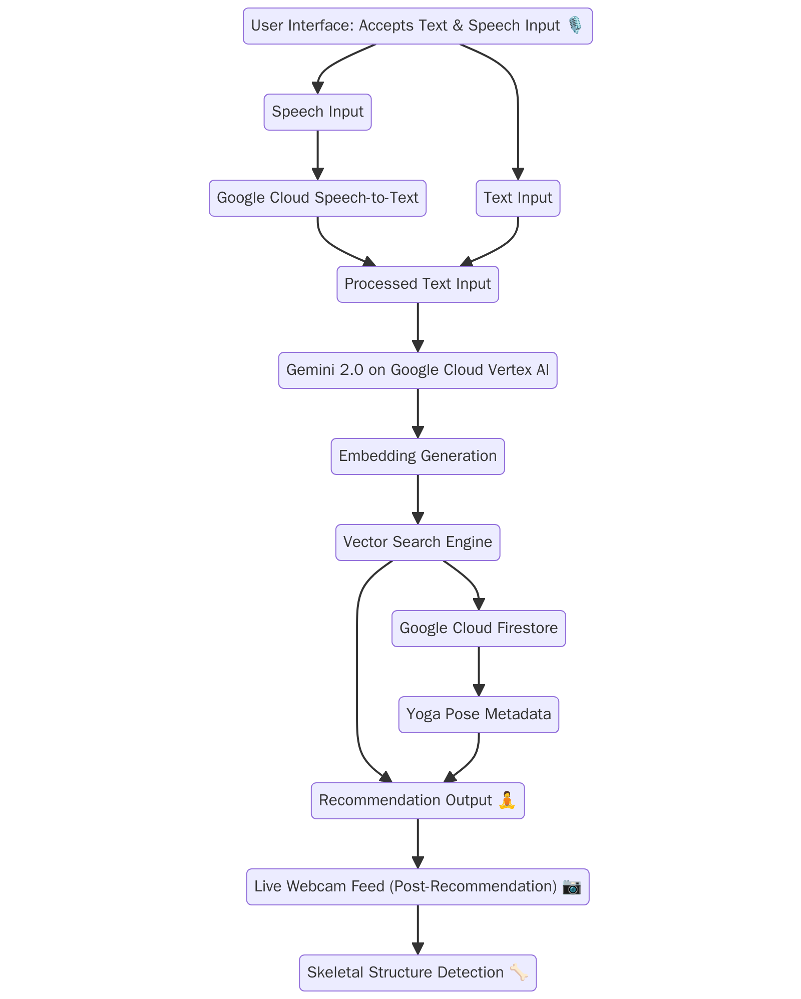 User Interface: Accepts Text & Speech Input 🎙️
Speech Input
Google Cloud Speech-to-Text
Text Input
Processed Text Input
Gemini 2.0 on Google Cloud Vertex AI
Embedding Generation
Vector Search Engine
Google Cloud Firestore
Yoga Pose Metadata
Recommendation Output 🧘
Live Webcam Feed (Post-Recommendation) 📷
Skeletal Structure Detection 🦴